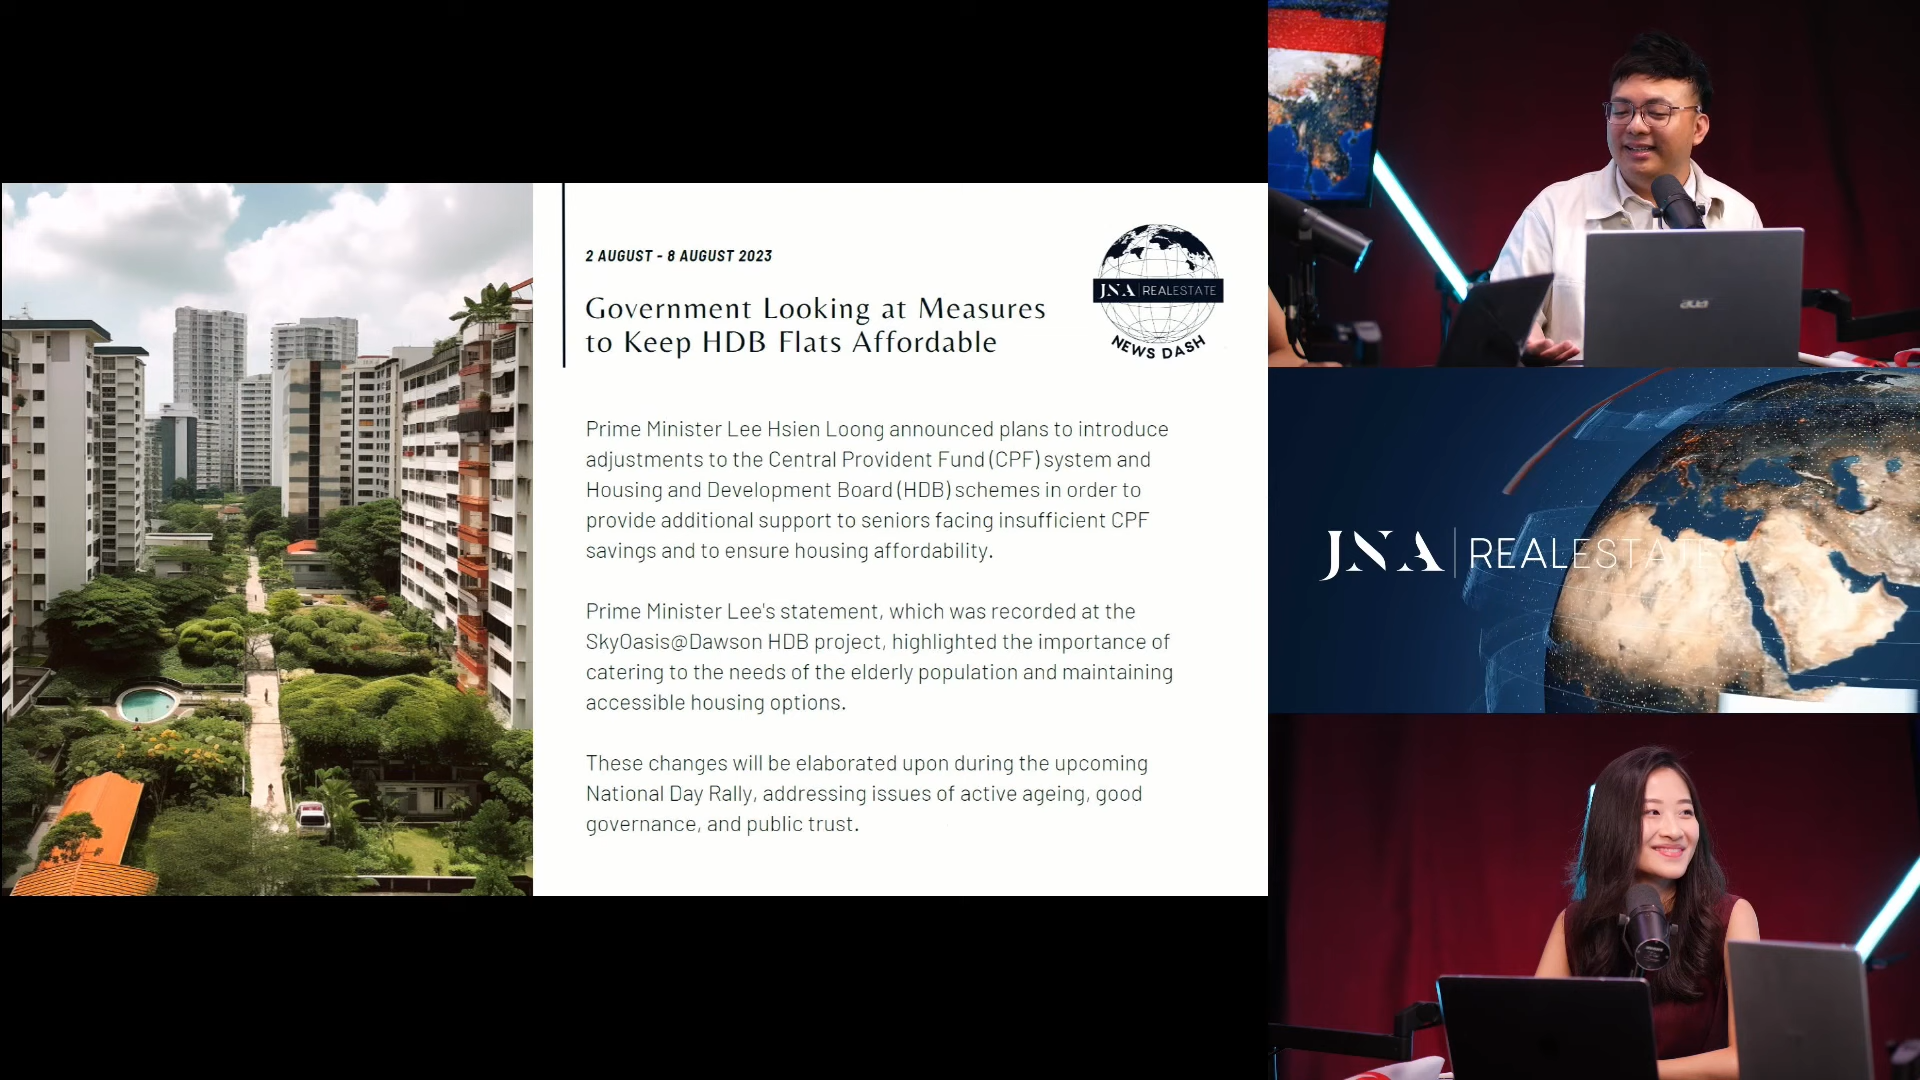 2 AUGUST - 8 AUGUST 2023
Government Looking at Measures
to Keep HDB Flats Affordable
JNA REALESTATE
NEWS DASH
Prime Minister Lee Hsien Loong announced plans to introduce
adjustments to the Central Provident Fund (CPF) system and
Housing and Development Board (HDB) schemes in order to
provide additional support to seniors facing insufficient CPF
savings and to ensure housing affordability.
Prime Minister Lee's statement, which was recorded at the
SkyOasis@Dawson HDB project, highlighted the importance of
catering to the needs of the elderly population and maintaining
accessible housing options.
These changes will be elaborated upon during the upcoming
National Day Rally, addressing issues of active ageing, good
governance, and public trust.
acer
JNA REALESTATE